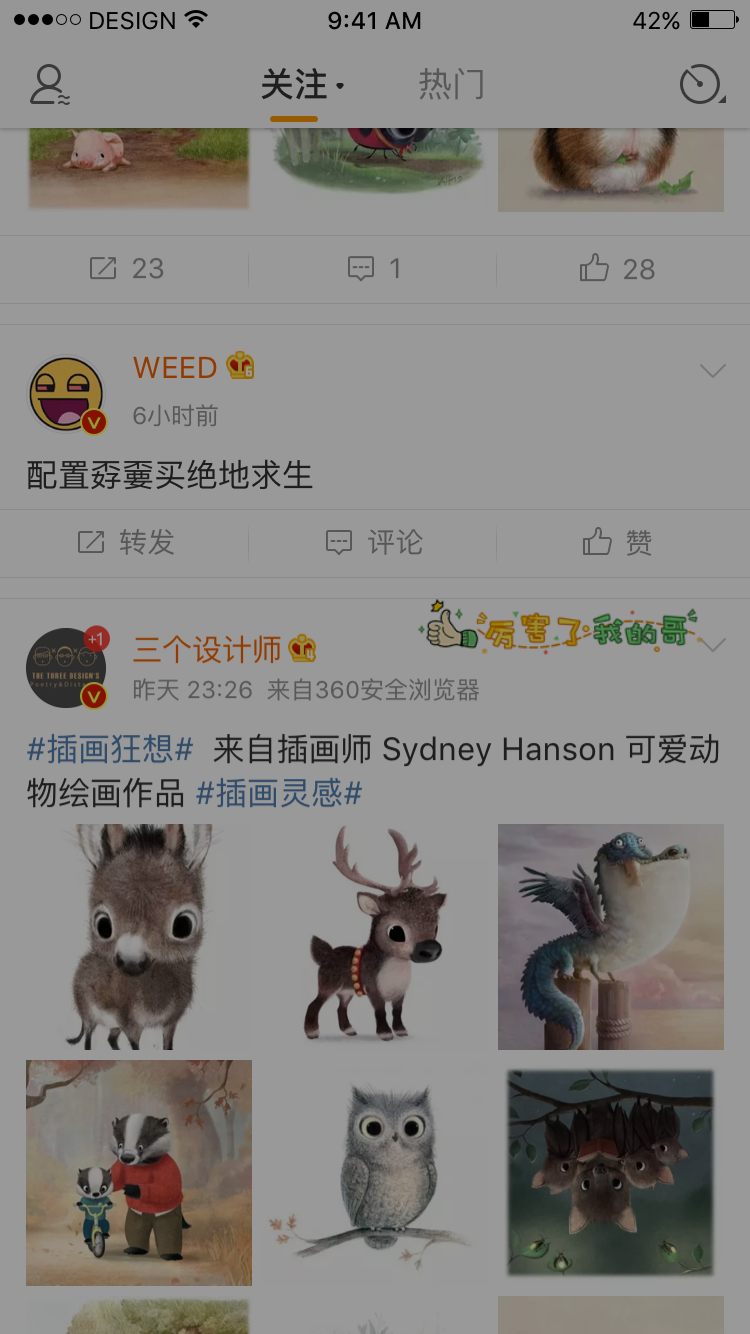 DESIGN 9:41 AM 42%
关注 热门
23 1 28
WEED
6小时前
配置孬嫑买绝地求生
转发 评论 赞
+1
三个设计师
厉害了我的哥
THE THREE DESIGN'S
昨天 23:26 来自360安全浏览器
#插画狂想# 来自插画师 Sydney Hanson 可爱动
物绘画作品 #插画灵感#